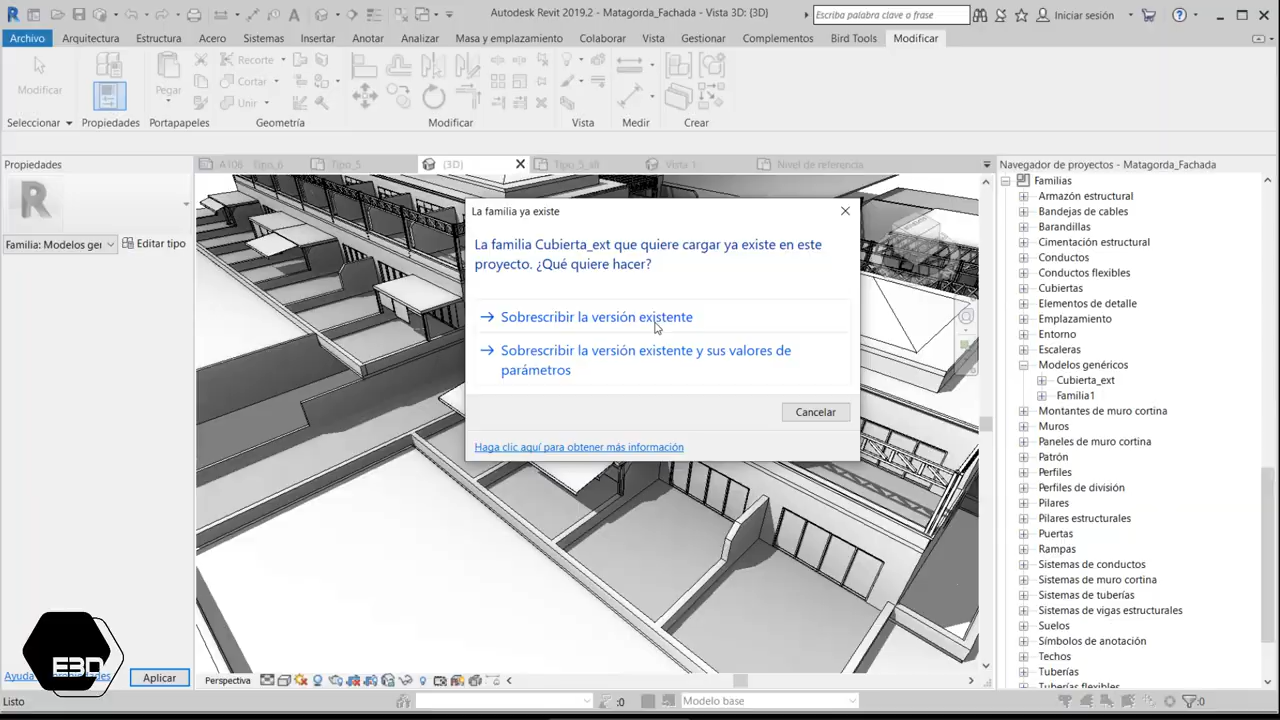 Autodesk Revit 2019.2 - Matagorda_Fachada - Vista 3D: {3D}
Escriba palabra clave o frase
Iniciar sesión
Archivo
Arquitectura
Estructura
Acero
Sistemas
Insertar
Anotar
Analizar
Masa y emplazamiento
Colaborar
Vista
Gestionar
Complementos
Bird Tools
Modificar
Modificar
Pegar
Recorte
Cortar
Unir
Seleccionar
Propiedades
Portapapeles
Geometría
Modificar
Vista
Medir
Crear
Propiedades
A106
Tipo_6
Tipo_5
{3D}
Vista 1
Nivel de referencia
Navegador de proyectos - Matagorda_Fachada
Familia: Modelos ger
Editar tipo
La familia ya existe
La familia Cubierta_ext que quiere cargar ya existe en este
proyecto. ¿Qué quiere hacer?
Sobrescribir la versión existente
Sobrescribir la versión existente y sus valores de
parámetros
Cancelar
Haga clic aquí para obtener más información
Familias
Armazón estructural
Bandejas de cables
Barandillas
Cimentación estructural
Conductos
Conductos flexibles
Cubiertas
Elementos de detalle
Emplazamiento
Entorno
Escaleras
Modelos genéricos
Cubierta_ext
Familia1
Montantes de muro cortina
Muros
Paneles de muro cortina
Patrón
Perfiles
Perfiles de división
Pilares
Pilares estructurales
Puertas
Rampas
Sistemas de conductos
Sistemas de muro cortina
Sistemas de tuberías
Sistemas de vigas estructurales
Suelos
Símbolos de anotación
Techos
Tuberías
Tuberías flexibles
E3D
Aplicar
Perspectiva
Listo
:0
Modelo base
:0